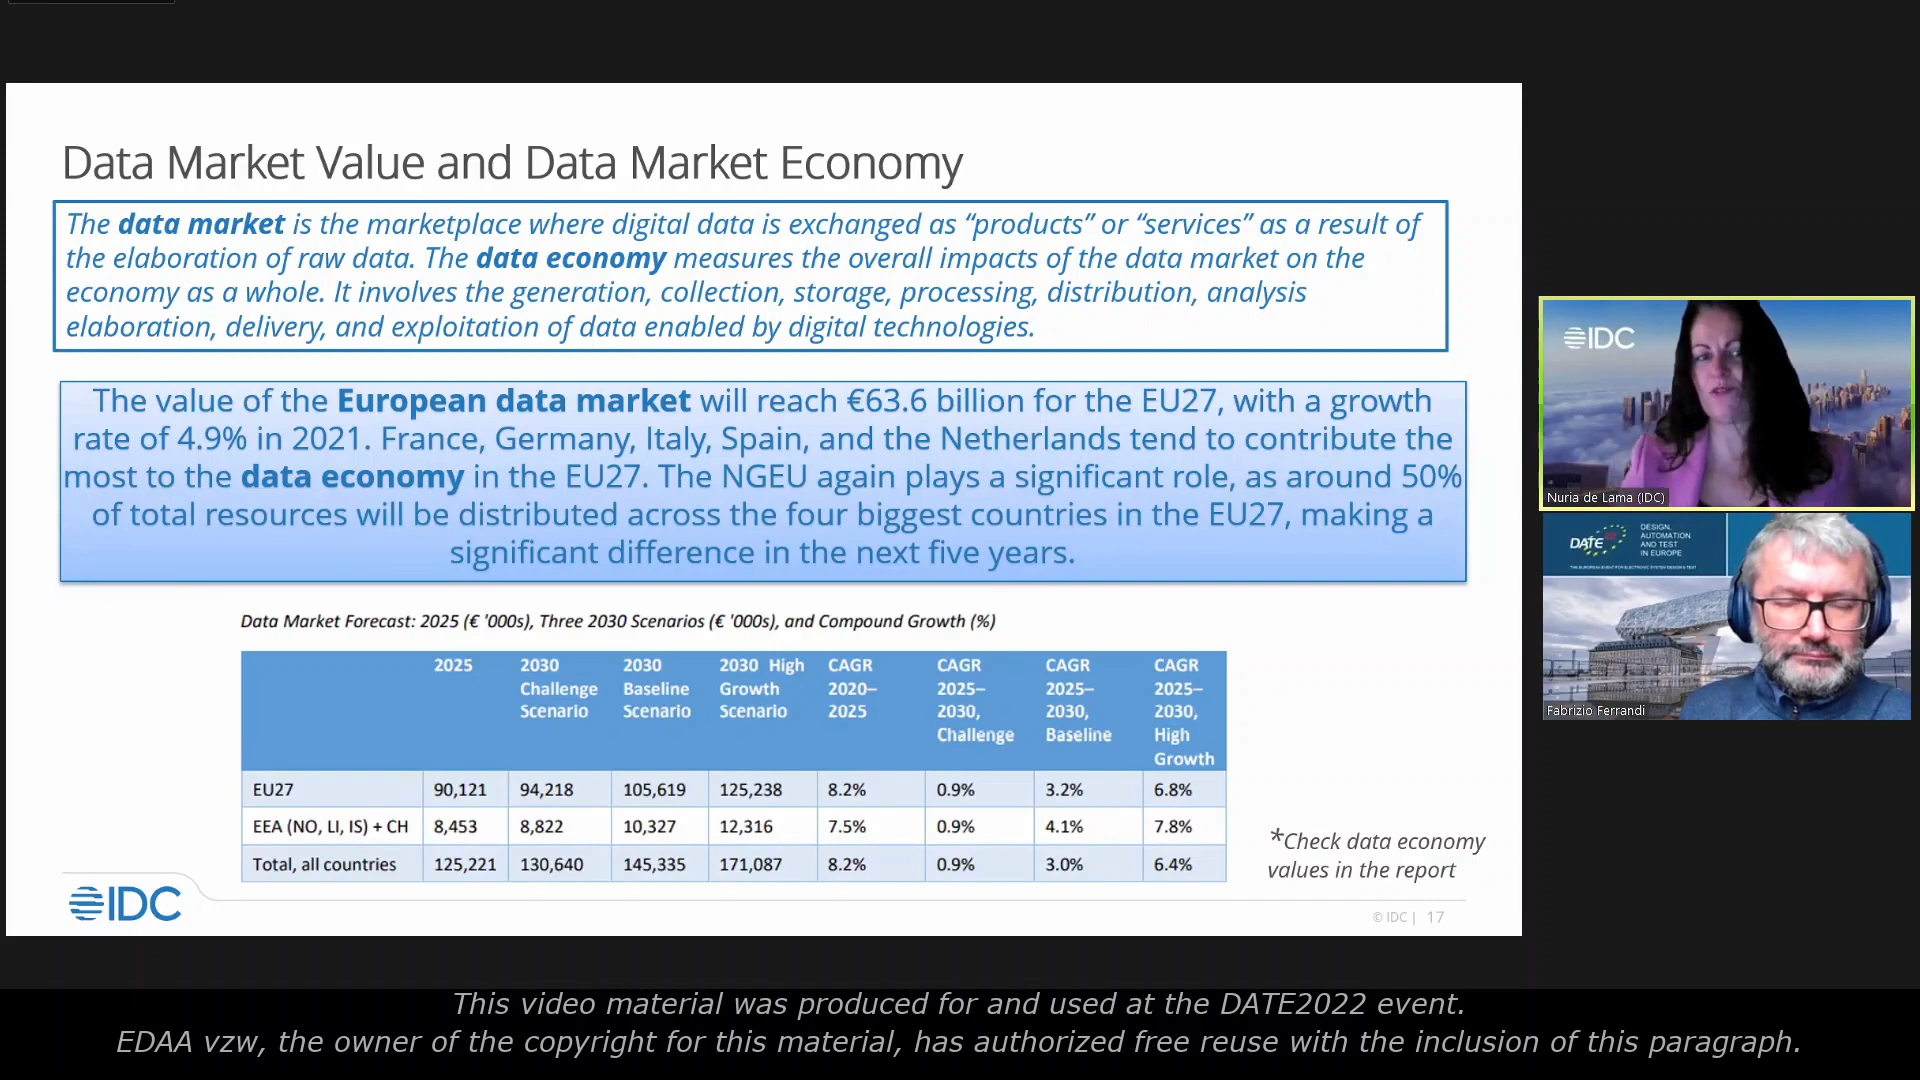 Data Market Value and Data Market Economy
The data market is the marketplace where digital data is exchanged as “products” or “services” as a result of
the elaboration of raw data. The data economy measures the overall impacts of the data market on the
economy as a whole. It involves the generation, collection, storage, processing, distribution, analysis
elaboration, delivery, and exploitation of data enabled by digital technologies.
The value of the European data market will reach €63.6 billion for the EU27, with a growth
rate of 4.9% in 2021. France, Germany, Italy, Spain, and the Netherlands tend to contribute the
most to the data economy in the EU27. The NGEU again plays a significant role, as around 50%
of total resources will be distributed across the four biggest countries in the EU27, making a
significant difference in the next five years.
Data Market Forecast: 2025 (€ '000s), Three 2030 Scenarios (€ '000s), and Compound Growth (%)
2025 2030 Challenge Scenario 2030 Baseline Scenario 2030 High Growth Scenario CAGR 2020–2025 CAGR 2025–2030, Challenge CAGR 2025–2030, Baseline CAGR 2025–2030, High Growth
EU27 90,121 94,218 105,619 125,238 8.2% 0.9% 3.2% 6.8%
EEA (NO, LI, IS) + CH 8,453 8,822 10,327 12,316 7.5% 0.9% 4.1% 7.8%
Total, all countries 125,221 130,640 145,335 171,087 8.2% 0.9% 3.0% 6.4%
*Check data economy
values in the report
IDC
© IDC | 17
IDC
Nuria de Lama (IDC)
DATE
DESIGN,
AUTOMATION
AND TEST
IN EUROPE
THE EUROPEAN EVENT FOR ELECTRONIC SYSTEM DESIGN & TEST
Fabrizio Ferrandi
This video material was produced for and used at the DATE2022 event.
EDAA vzw, the owner of the copyright for this material, has authorized free reuse with the inclusion of this paragraph.